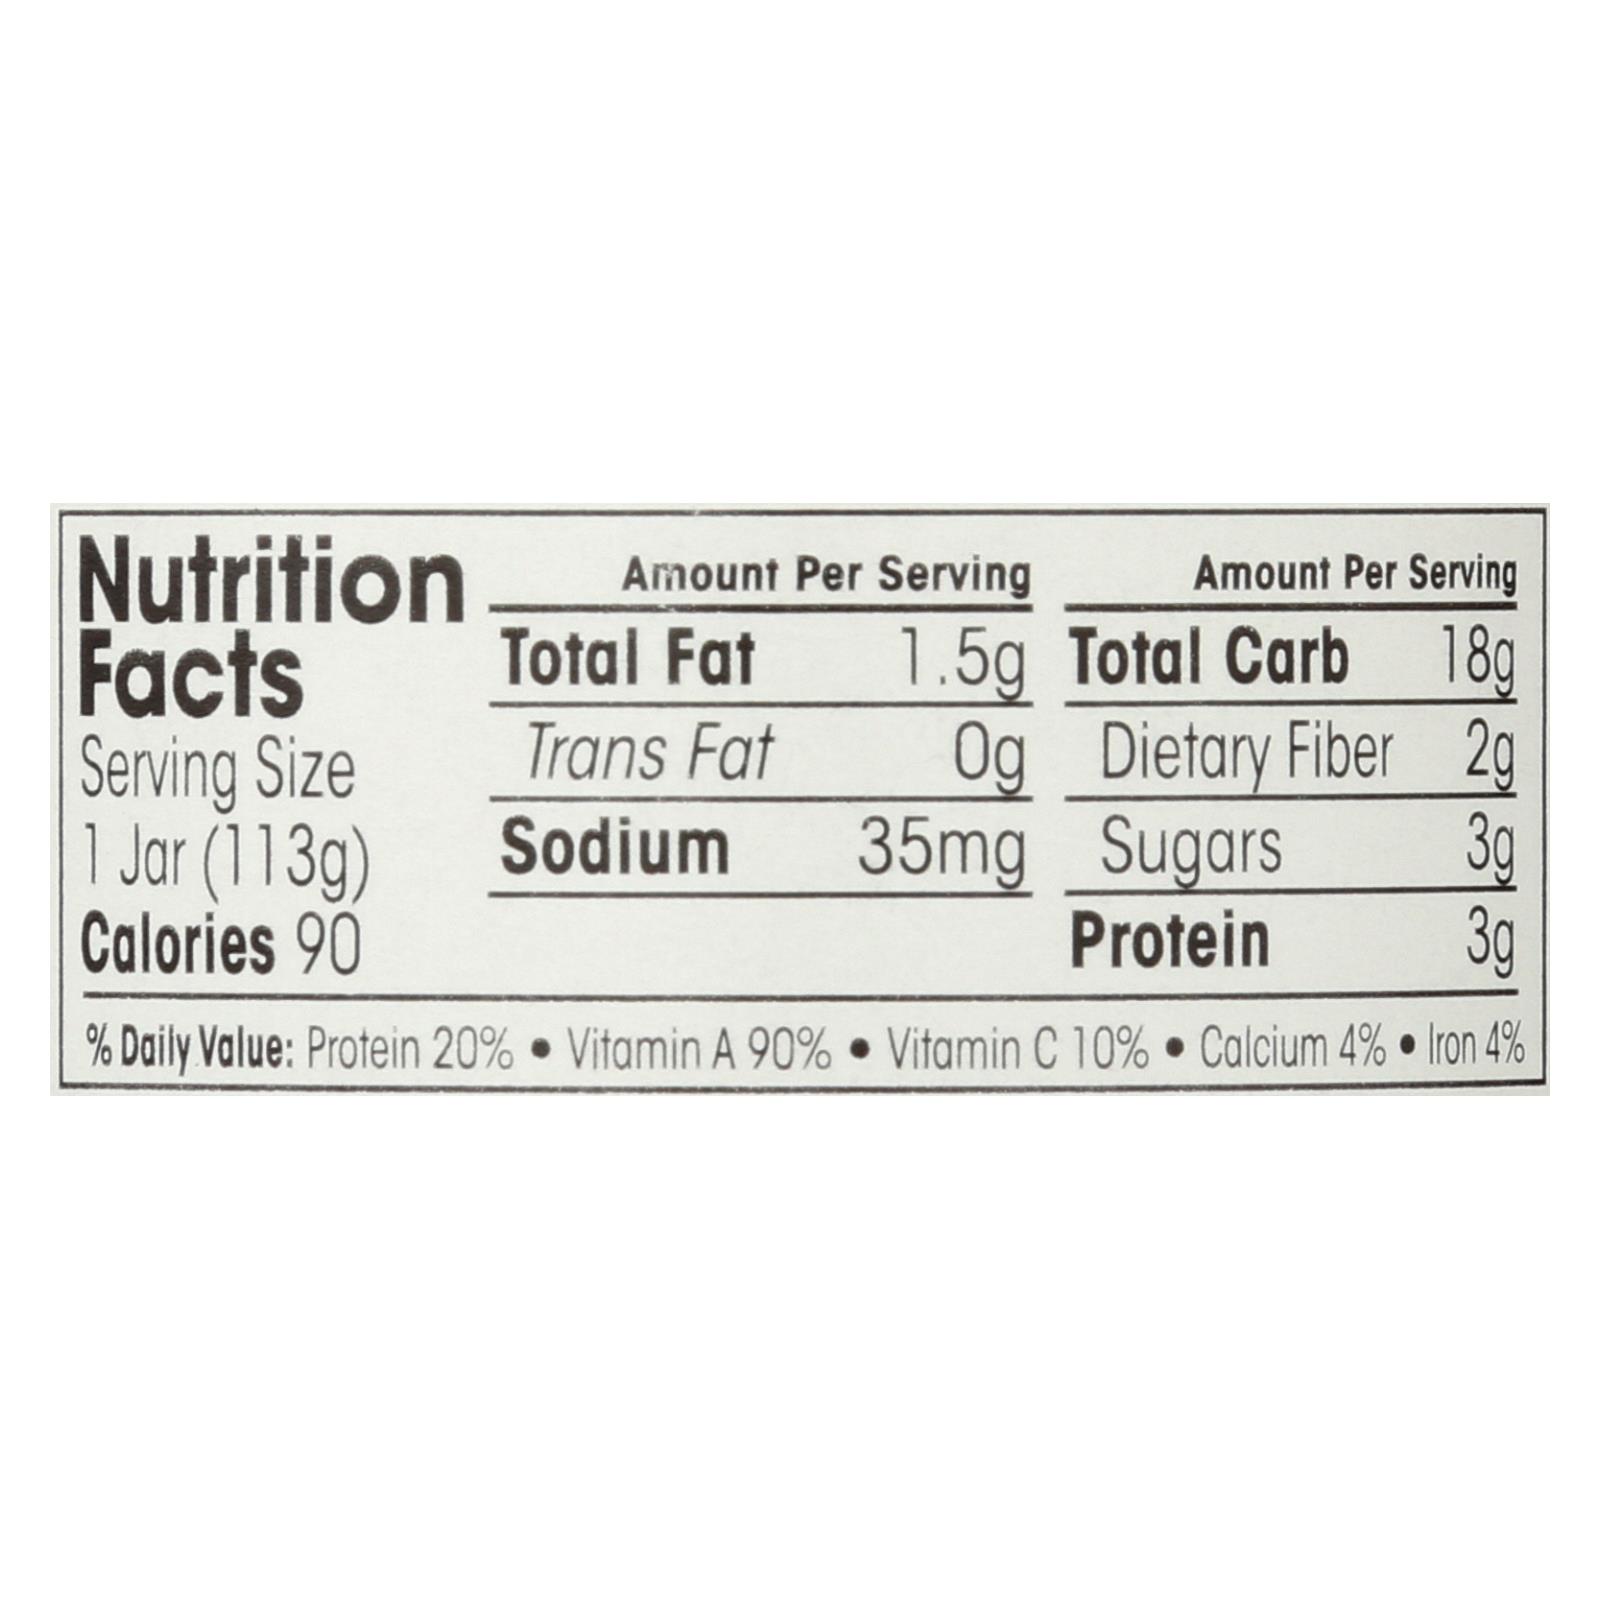 Nutrition
Facts
Serving Size
1 Jar (113g)
Calories 90
Amount Per Serving
Total Fat 1.5g
Trans Fat 0g
Sodium 35mg
Amount Per Serving
Total Carb 18g
Dietary Fiber 2g
Sugars 3g
Protein 3g
% Daily Value: Protein 20% • Vitamin A 90% • Vitamin C 10% • Calcium 4% • Iron 4%